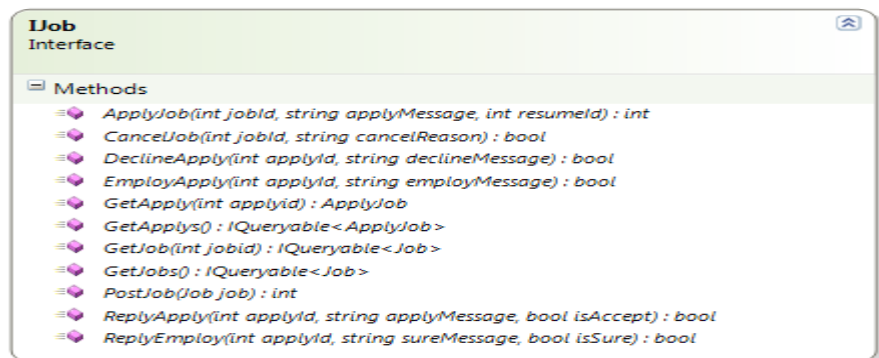 IJob
Interface
Methods
ApplyJob(int jobId, string applyMessage, int resumeId) : int
CancelJob(int jobId, string cancelReason) : bool
DeclineApply(int applyId, string declineMessage) : bool
EmployApply(int applyId, string employMessage) : bool
GetApply(int applyid) : ApplyJob
GetApplys() : IQueryable<ApplyJob>
GetJob(int jobid) : IQueryable<Job>
GetJobs() : IQueryable<Job>
PostJob(Job job) : int
ReplyApply(int applyId, string applyMessage, bool isAccept) : bool
ReplyEmploy(int applyId, string sureMessage, bool isSure) : bool